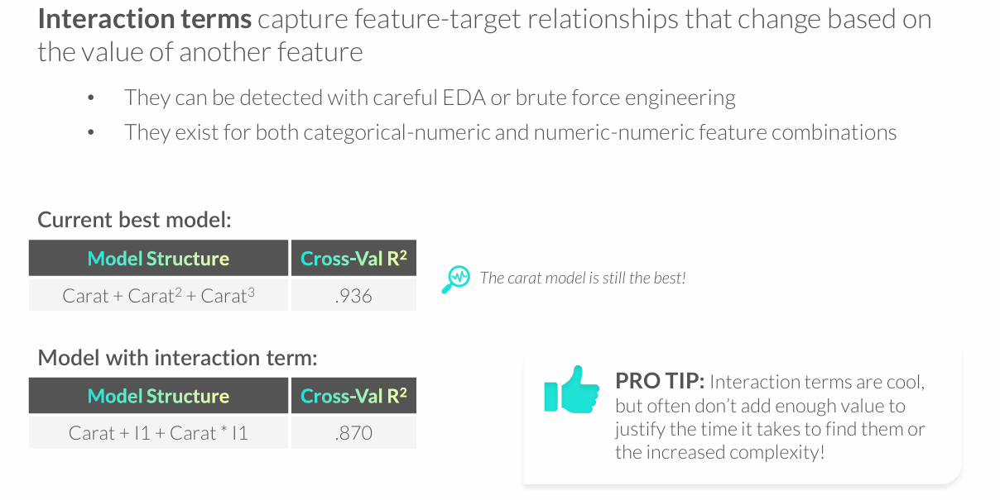 Interaction terms capture feature-target relationships that change based on
the value of another feature
• They can be detected with careful EDA or brute force engineering
• They exist for both categorical-numeric and numeric-numeric feature combinations
Current best model:
Model Structure Cross-Val R²
Carat + Carat² + Carat³ .936
The carat model is still the best!
Model with interaction term:
Model Structure Cross-Val R²
Carat + I1 + Carat * I1 .870
PRO TIP: Interaction terms are cool,
but often don’t add enough value to
justify the time it takes to find them or
the increased complexity!